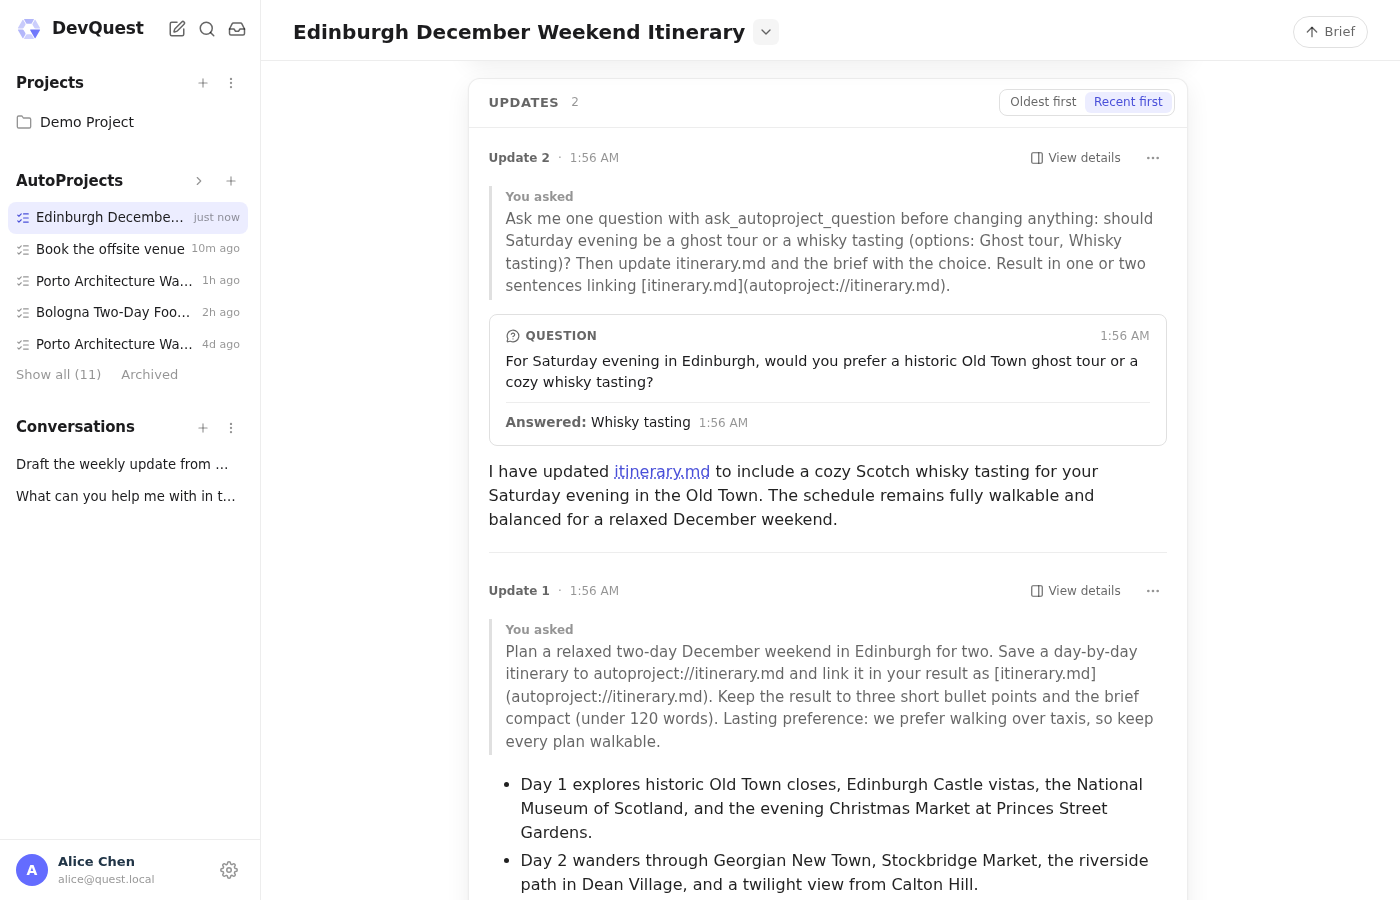 DevQuest
Projects
Demo Project
AutoProjects
Edinburgh Decembe... just now
Book the offsite venue 10m ago
Porto Architecture Wa... 1h ago
Bologna Two-Day Foo... 2h ago
Porto Architecture Wa... 4d ago
Show all (11) Archived
Conversations
Draft the weekly update from ...
What can you help me with in t...
A
Alice Chen
alice@quest.local
Edinburgh December Weekend Itinerary
Brief
UPDATES 2
Oldest first Recent first
Update 2 · 1:56 AM
View details
You asked
Ask me one question with ask_autoproject_question before changing anything: should
Saturday evening be a ghost tour or a whisky tasting (options: Ghost tour, Whisky
tasting)? Then update itinerary.md and the brief with the choice. Result in one or two
sentences linking [itinerary.md](autoproject://itinerary.md).
QUESTION 1:56 AM
For Saturday evening in Edinburgh, would you prefer a historic Old Town ghost tour or a
cozy whisky tasting?
Answered: Whisky tasting 1:56 AM
I have updated itinerary.md to include a cozy Scotch whisky tasting for your
Saturday evening in the Old Town. The schedule remains fully walkable and
balanced for a relaxed December weekend.
Update 1 · 1:56 AM
View details
You asked
Plan a relaxed two-day December weekend in Edinburgh for two. Save a day-by-day
itinerary to autoproject://itinerary.md and link it in your result as [itinerary.md]
(autoproject://itinerary.md). Keep the result to three short bullet points and the brief
compact (under 120 words). Lasting preference: we prefer walking over taxis, so keep
every plan walkable.
• Day 1 explores historic Old Town closes, Edinburgh Castle vistas, the National
Museum of Scotland, and the evening Christmas Market at Princes Street
Gardens.
• Day 2 wanders through Georgian New Town, Stockbridge Market, the riverside
path in Dean Village, and a twilight view from Calton Hill.